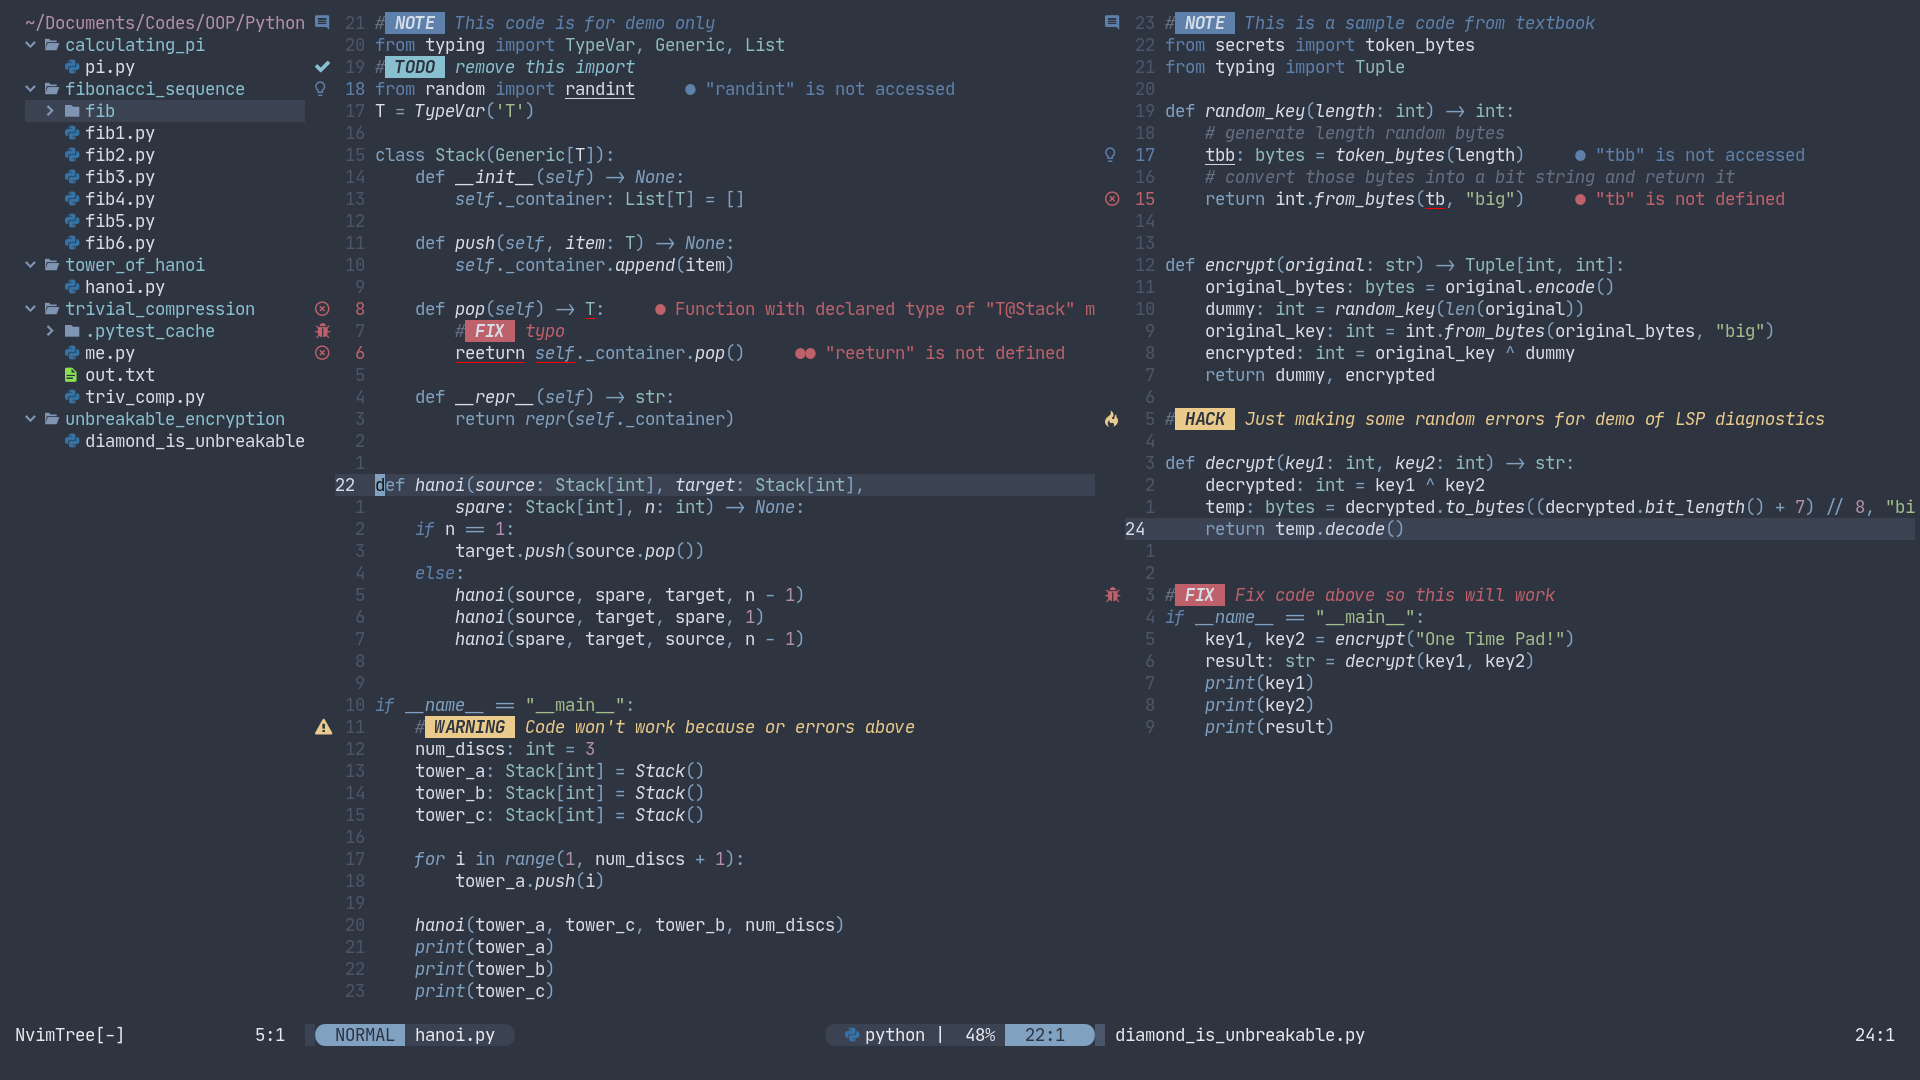 ~/Documents/Codes/OOP/Python
calculating_pi
pi.py
fibonacci_sequence
fib
fib1.py
fib2.py
fib3.py
fib4.py
fib5.py
fib6.py
tower_of_hanoi
hanoi.py
trivial_compression
.pytest_cache
me.py
out.txt
triv_comp.py
unbreakable_encryption
diamond_is_unbreakable
21 # NOTE This code is for demo only
20 from typing import TypeVar, Generic, List
19 # TODO remove this import
18 from random import randint ● "randint" is not accessed
17 T = TypeVar('T')
16
15 class Stack(Generic[T]):
14     def __init__(self) -> None:
13         self._container: List[T] = []
12
11     def push(self, item: T) -> None:
10         self._container.append(item)
9
8     def pop(self) -> T: ● Function with declared type of "T@Stack" m
7         # FIX typo
6         reeturn self._container.pop() ●● "reeturn" is not defined
5
4     def __repr__(self) -> str:
3         return repr(self._container)
2
1
22 def hanoi(source: Stack[int], target: Stack[int],
1         spare: Stack[int], n: int) -> None:
2     if n == 1:
3         target.push(source.pop())
4     else:
5         hanoi(source, spare, target, n - 1)
6         hanoi(source, target, spare, 1)
7         hanoi(spare, target, source, n - 1)
8
9
10 if __name__ == "__main__":
11     # WARNING Code won't work because or errors above
12     num_discs: int = 3
13     tower_a: Stack[int] = Stack()
14     tower_b: Stack[int] = Stack()
15     tower_c: Stack[int] = Stack()
16
17     for i in range(1, num_discs + 1):
18         tower_a.push(i)
19
20     hanoi(tower_a, tower_c, tower_b, num_discs)
21     print(tower_a)
22     print(tower_b)
23     print(tower_c)
23 # NOTE This is a sample code from textbook
22 from secrets import token_bytes
21 from typing import Tuple
20
19 def random_key(length: int) -> int:
18     # generate length random bytes
17     tbb: bytes = token_bytes(length) ● "tbb" is not accessed
16     # convert those bytes into a bit string and return it
15     return int.from_bytes(tb, "big") ● "tb" is not defined
14
13
12 def encrypt(original: str) -> Tuple[int, int]:
11     original_bytes: bytes = original.encode()
10     dummy: int = random_key(len(original))
9     original_key: int = int.from_bytes(original_bytes, "big")
8     encrypted: int = original_key ^ dummy
7     return dummy, encrypted
6
5 # HACK Just making some random errors for demo of LSP diagnostics
4
3 def decrypt(key1: int, key2: int) -> str:
2     decrypted: int = key1 ^ key2
1     temp: bytes = decrypted.to_bytes((decrypted.bit_length() + 7) // 8, "bi
24     return temp.decode()
1
2
3 # FIX Fix code above so this will work
4 if __name__ == "__main__":
5     key1, key2 = encrypt("One Time Pad!")
6     result: str = decrypt(key1, key2)
7     print(key1)
8     print(key2)
9     print(result)
NvimTree[-] 5:1 NORMAL hanoi.py python | 48% 22:1 diamond_is_unbreakable.py 24:1